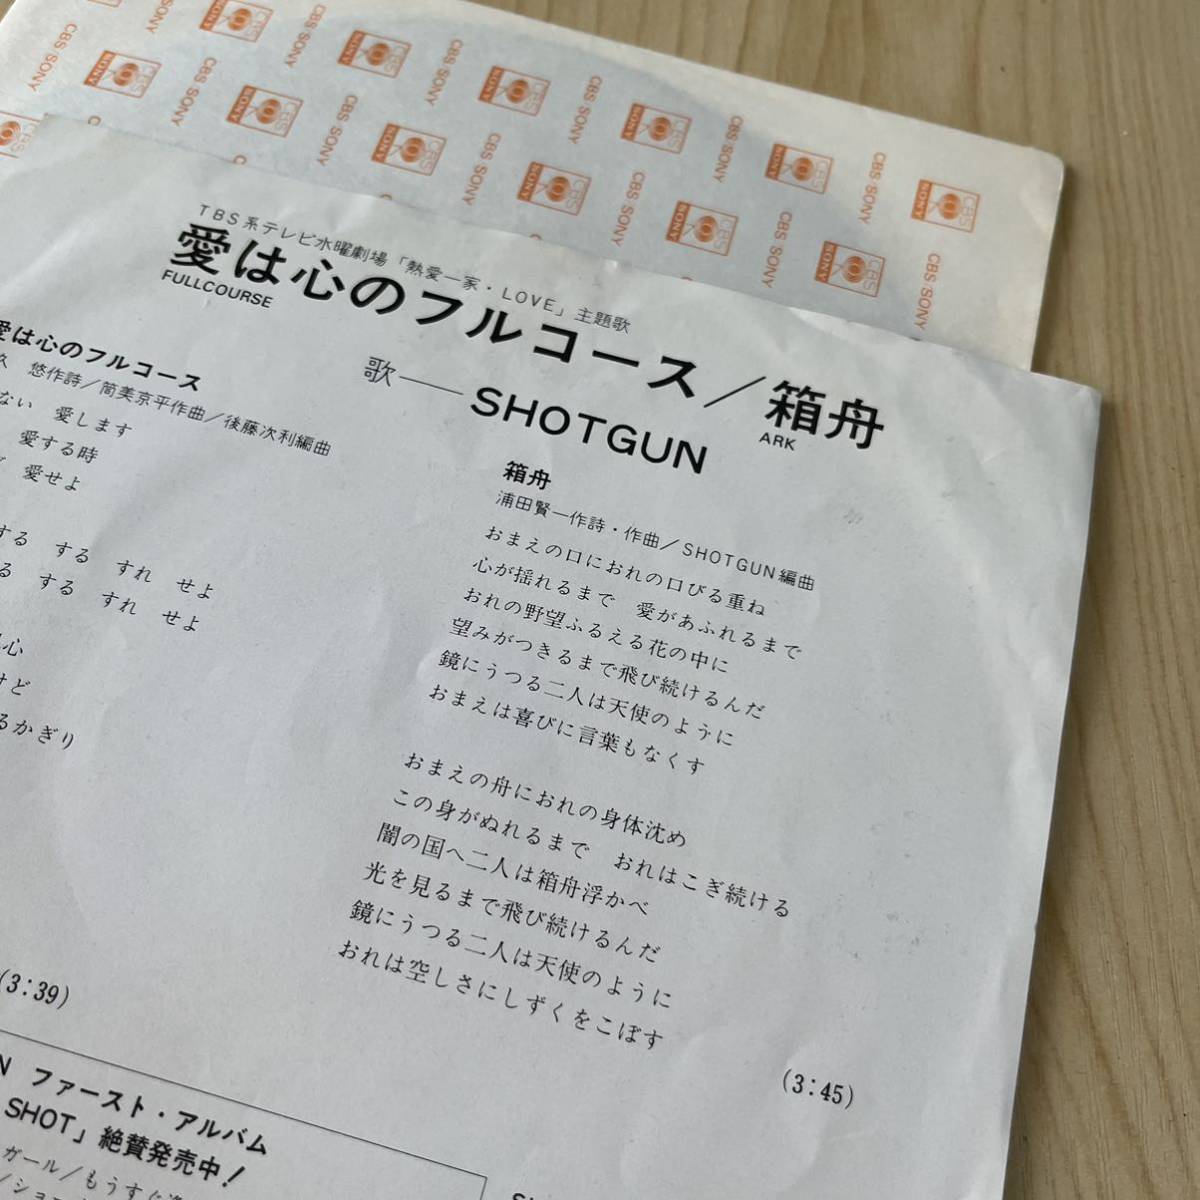 CBS SONY
TBS系テレビ水曜劇場「熱愛一家・LOVE」主題歌
愛は心のフルコース／箱舟
FULLCOURSE
ARK
歌──SHOTGUN
愛は心のフルコース
悠作詩／筒美京平作曲／後藤次利編曲
ない 愛します
愛する時
愛せよ
する する すれ せよ
る する すれ せよ
心
けど
るかぎり
(3:39)
箱舟
浦田賢一作詩・作曲／SHOTGUN編曲
おまえの口におれの口びる重ね
心が揺れるまで 愛があふれるまで
おれの野望ふるえる花の中に
望みがつきるまで飛び続けるんだ
鏡にうつる二人は天使のように
おまえは喜びに言葉もなくす
おまえの舟におれの身体沈め
この身がぬれるまで おれはこぎ続ける
闇の国へ二人は箱舟浮かべ
光を見るまで飛び続けるんだ
鏡にうつる二人は天使のように
おれは空しさにしずくをこぼす
(3:45)
N ファースト・アルバム
SHOT」絶賛発売中！
ガール／もうすぐ